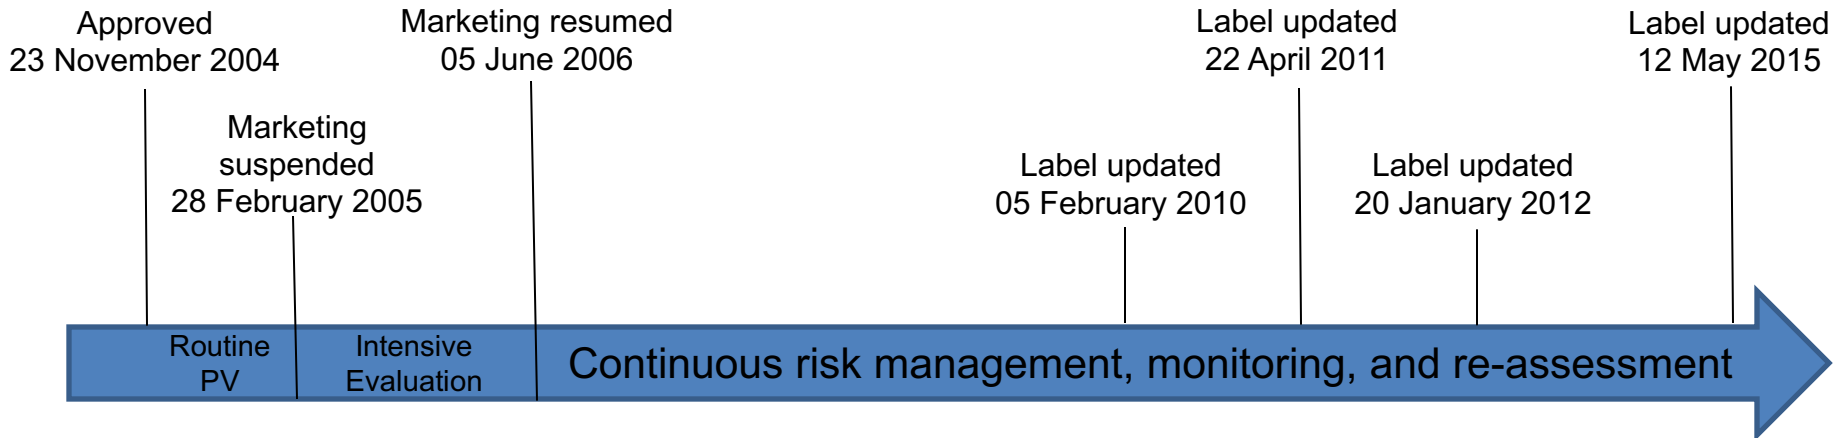 Approved
23 November 2004
Marketing
suspended
28 February 2005
Marketing resumed
05 June 2006
Label updated
05 February 2010
Label updated
22 April 2011
Label updated
20 January 2012
Label updated
12 May 2015
Routine
PV
Intensive
Evaluation
Continuous risk management, monitoring, and re-assessment